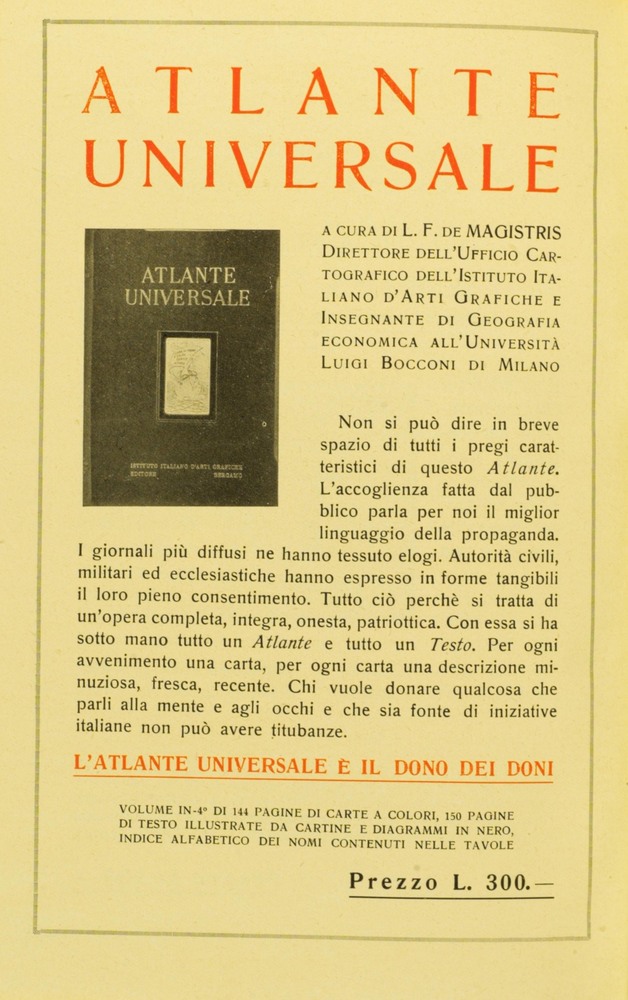 ATLANTE
UNIVERSALE
A CURA DI L. F. DE MAGISTRIS
DIRETTORE DELL'UFFICIO CAR-
TOGRAFICO DELL'ISTITUTO ITA-
LIANO D'ARTI GRAFICHE E
INSEGNANTE DI GEOGRAFIA
ECONOMICA ALL'UNIVERSITÀ
LUIGI BOCCONI DI MILANO
ATLANTE
UNIVERSALE
ISTITUTO ITALIANO D'ARTI GRAFICHE
EDITORE BERGAMO
Non si può dire in breve
spazio di tutti i pregi carat-
teristici di questo Atlante.
L'accoglienza fatta dal pub-
blico parla per noi il miglior
linguaggio della propaganda.
I giornali più diffusi ne hanno tessuto elogi. Autorità civili,
militari ed ecclesiastiche hanno espresso in forme tangibili
il loro pieno consentimento. Tutto ciò perchè si tratta di
un'opera completa, integra, onesta, patriottica. Con essa si ha
sotto mano tutto un Atlante e tutto un Testo. Per ogni
avvenimento una carta, per ogni carta una descrizione mi-
nuziosa, fresca, recente. Chi vuole donare qualcosa che
parli alla mente e agli occhi e che sia fonte di iniziative
italiane non può avere titubanze.
L'ATLANTE UNIVERSALE È IL DONO DEI DONI
VOLUME IN-4° DI 144 PAGINE DI CARTE A COLORI, 150 PAGINE
DI TESTO ILLUSTRATE DA CARTINE E DIAGRAMMI IN NERO,
INDICE ALFABETICO DEI NOMI CONTENUTI NELLE TAVOLE
Prezzo L. 300.—